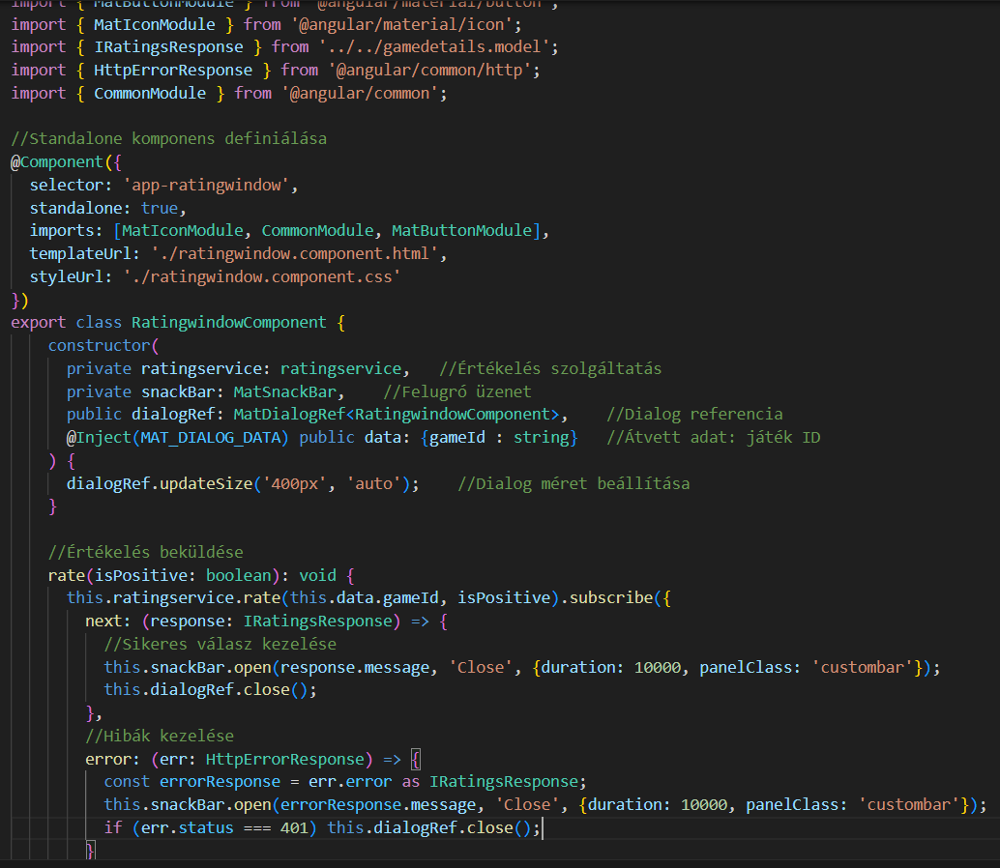 import { MatButtonModule } from '@angular/material/button';
import { MatIconModule } from '@angular/material/icon';
import { IRatingsResponse } from '../../gamedetails.model';
import { HttpErrorResponse } from '@angular/common/http';
import { CommonModule } from '@angular/common';
//Standalone komponens definiálása
@Component({
selector: 'app-ratingwindow',
standalone: true,
imports: [MatIconModule, CommonModule, MatButtonModule],
templateUrl: './ratingwindow.component.html',
styleUrl: './ratingwindow.component.css'
})
export class RatingwindowComponent {
constructor(
private ratingservice: ratingservice, //Értékelés szolgáltatás
private snackBar: MatSnackBar, //Felugró üzenet
public dialogRef: MatDialogRef<RatingwindowComponent>, //Dialog referencia
@Inject(MAT_DIALOG_DATA) public data: {gameId : string} //Átvett adat: játék ID
) {
dialogRef.updateSize('400px', 'auto'); //Dialog méret beállítása
}
//Értékelés beküldése
rate(isPositive: boolean): void {
this.ratingservice.rate(this.data.gameId, isPositive).subscribe({
next: (response: IRatingsResponse) => {
//Sikeres válasz kezelése
this.snackBar.open(response.message, 'Close', {duration: 10000, panelClass: 'custombar'});
this.dialogRef.close();
},
//Hibák kezelése
error: (err: HttpErrorResponse) => {
const errorResponse = err.error as IRatingsResponse;
this.snackBar.open(errorResponse.message, 'Close', {duration: 10000, panelClass: 'custombar'});
if (err.status === 401) this.dialogRef.close();
}